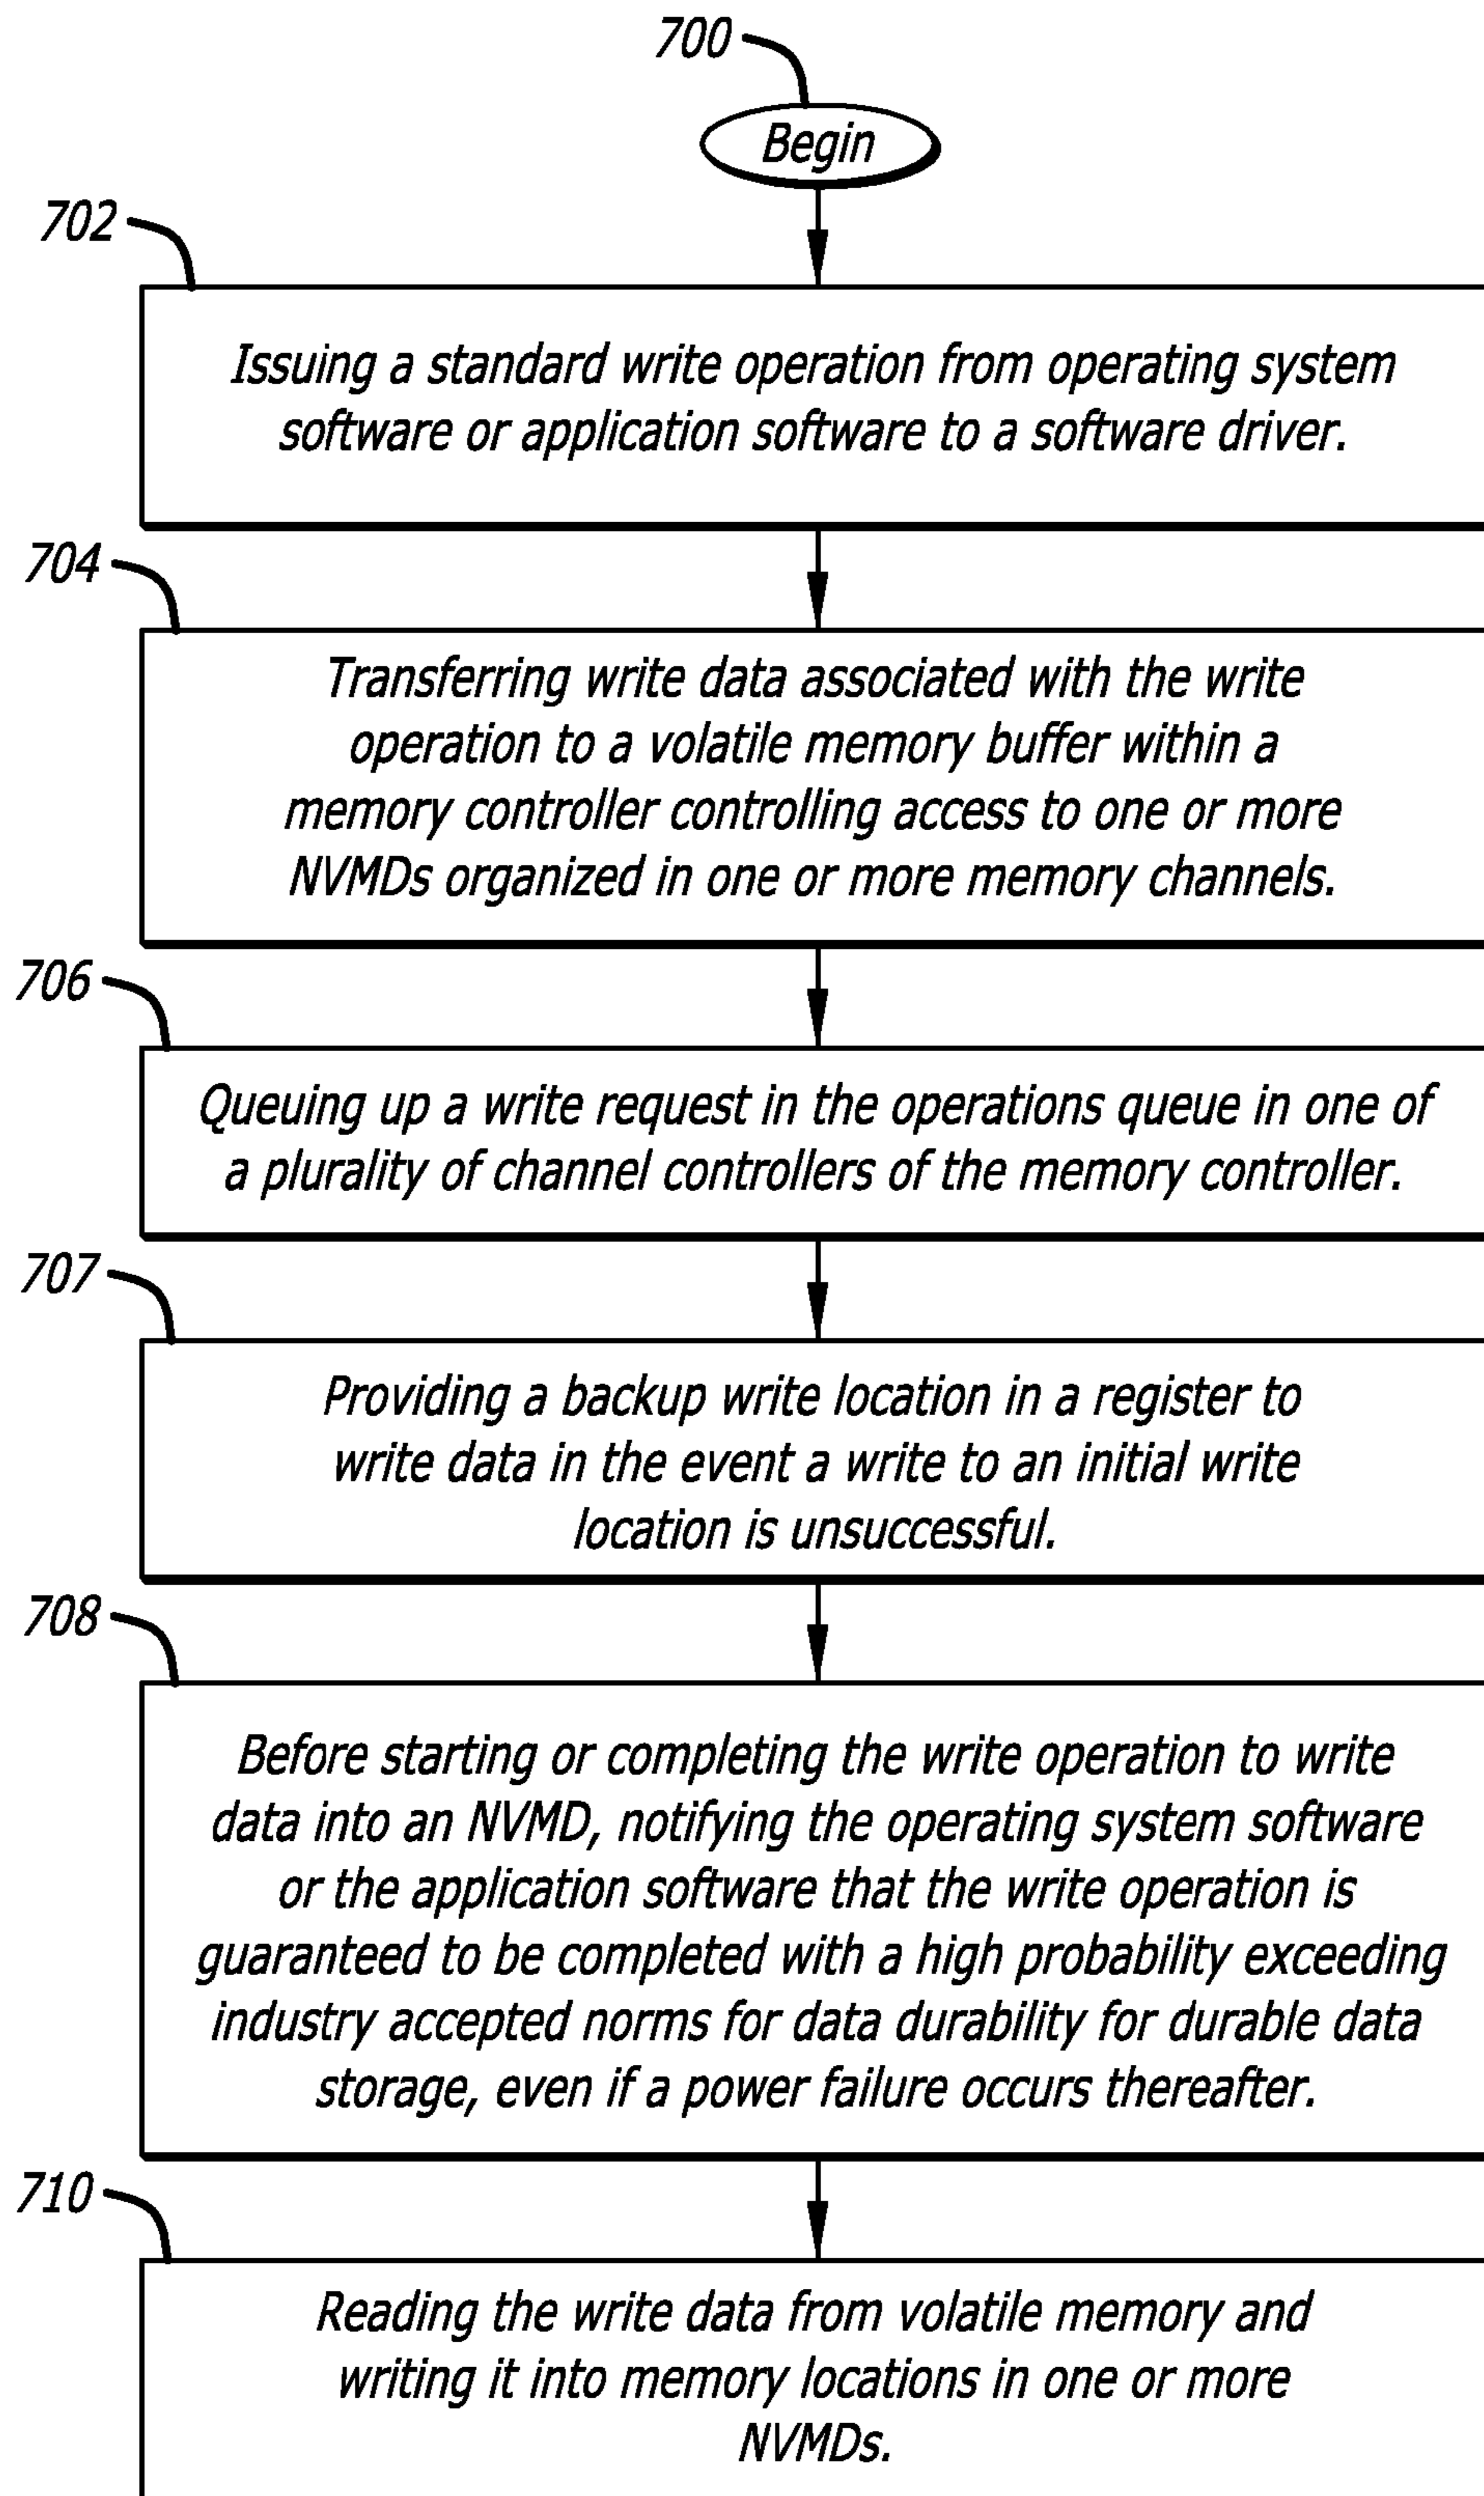 700
Begin
702
Issuing a standard write operation from operating system
software or application software to a software driver.
704
Transferring write data associated with the write
operation to a volatile memory buffer within a
memory controller controlling access to one or more
NVMDs organized in one or more memory channels.
706
Queuing up a write request in the operations queue in one of
a plurality of channel controllers of the memory controller.
707
Providing a backup write location in a register to
write data in the event a write to an initial write
location is unsuccessful.
708
Before starting or completing the write operation to write
data into an NVMD, notifying the operating system software
or the application software that the write operation is
guaranteed to be completed with a high probability exceeding
industry accepted norms for data durability for durable data
storage, even if a power failure occurs thereafter.
710
Reading the write data from volatile memory and
writing it into memory locations in one or more
NVMDs.